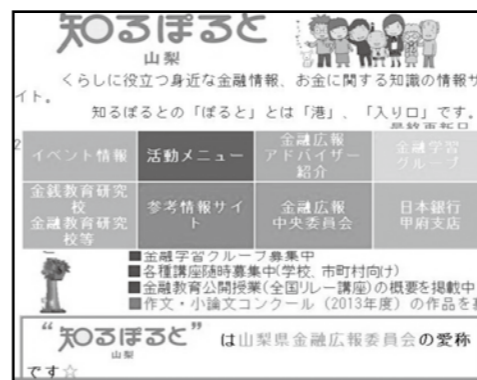 知るぽると
山梨
くらしに役立つ身近な金融情報、お金に関する知識の情報サ
イト。
知るぽるとの「ぽると」とは「港」、「入り口」です。
イベント情報
活動メニュー
金融広報
アドバイザー
紹介
金融学習
グループ
金銭教育研究
校
金融教育研究
校等
参考情報サイ
ト
金融広報
中央委員会
日本銀行
甲府支店
■金融学習グループ募集中
■各種講座随時募集中(学校、市町村向け)
■金融教育公開授業(全国リレー講座)の概要を掲載中
■作文・小論文コンクール(2013年度)の作品を募
“知るぽると”は山梨県金融広報委員会の愛称
山梨
です☆